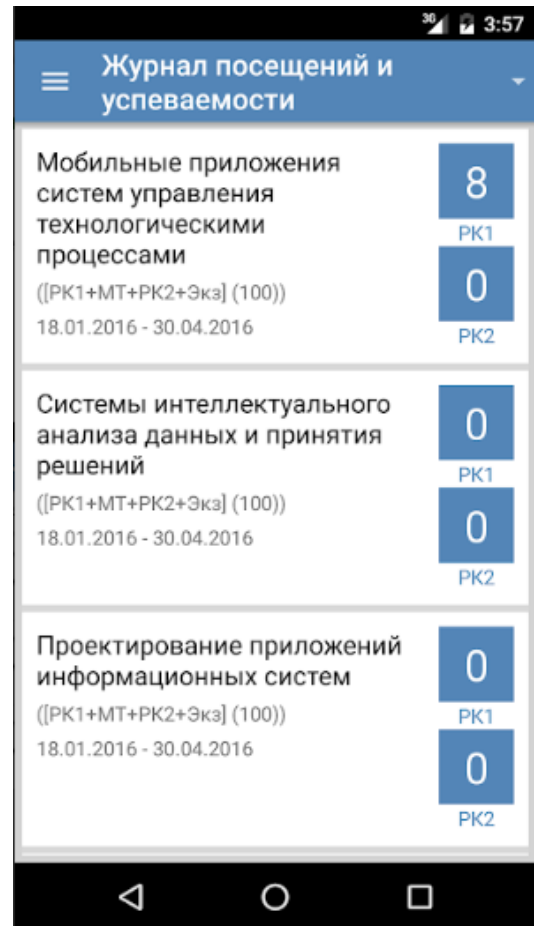 3G 3:57
Журнал посещений и
успеваемости
Мобильные приложения
систем управления
технологическими
процессами
([РК1+МТ+РК2+Экз] (100))
18.01.2016 - 30.04.2016
8
РК1
0
РК2
Системы интеллектуального
анализа данных и принятия
решений
([РК1+МТ+РК2+Экз] (100))
18.01.2016 - 30.04.2016
0
РК1
0
РК2
Проектирование приложений
информационных систем
([РК1+МТ+РК2+Экз] (100))
18.01.2016 - 30.04.2016
0
РК1
0
РК2